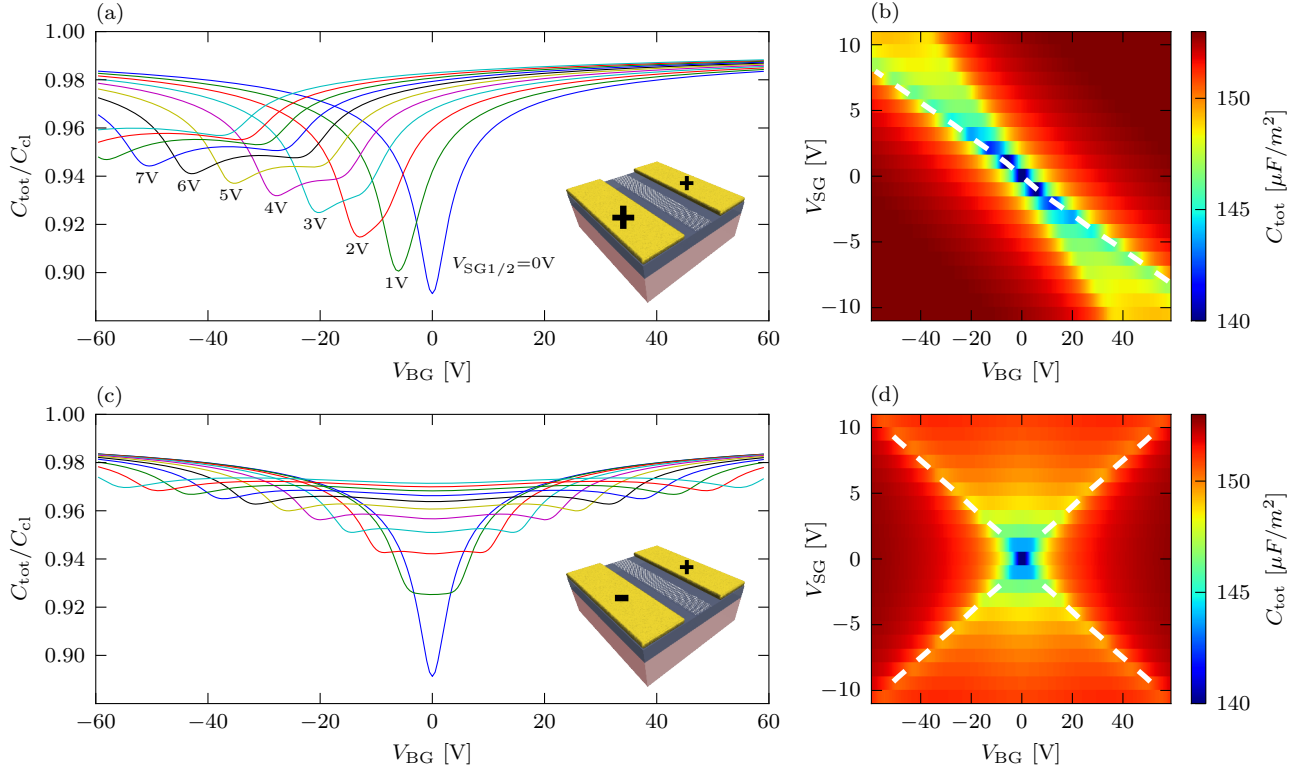 (a)
1.00
0.98
0.96
0.94
0.92
0.90
C_tot/C_cl
7V
6V
5V
4V
3V
2V
1V
V_SG1/2=0V
+
+
−60
−40
−20
0
20
40
60
V_BG [V]
(b)
10
5
0
−5
−10
V_SG [V]
−40
−20
0
20
40
V_BG [V]
150
145
140
C_tot [μF/m²]
(c)
1.00
0.98
0.96
0.94
0.92
0.90
C_tot/C_cl
+
-
−60
−40
−20
0
20
40
60
V_BG [V]
(d)
10
5
0
−5
−10
V_SG [V]
−40
−20
0
20
40
V_BG [V]
150
145
140
C_tot [μF/m²]